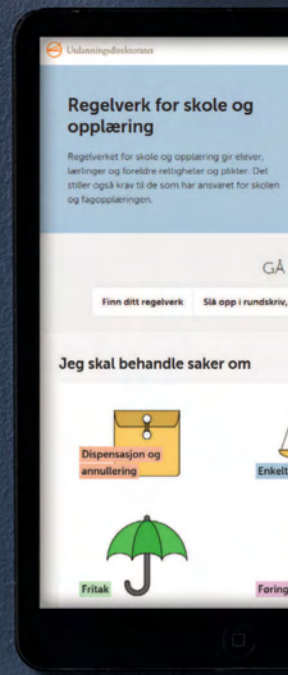 Utdanningsdirektoratet
Regelverk for skole og
opplæring
Regelverket for skole og opplæring gir elever,
lærlinger og foreldre rettigheter og plikter. Det
stiller også krav til de som har ansvaret for skolen
og fagopplæringen.
GÅ
Finn ditt regelverk Slå opp i rundskriv,
Jeg skal behandle saker om
Dispensasjon og
annullering
Enkelt
Fritak
Føring